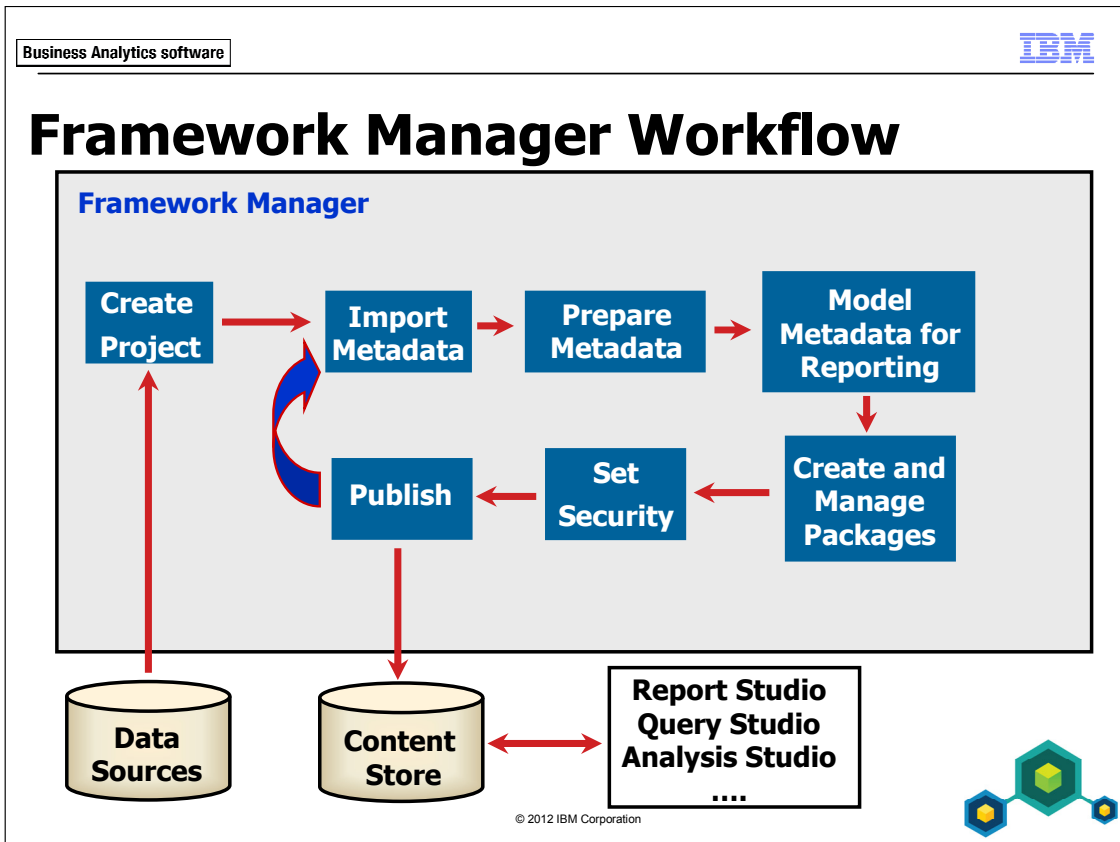 Business Analytics software
IBM
Framework Manager Workflow
Framework Manager
Create
Project
Import
Metadata
Prepare
Metadata
Model
Metadata for
Reporting
Publish
Set
Security
Create and
Manage
Packages
Data
Sources
Content
Store
Report Studio
Query Studio
Analysis Studio
....
© 2012 IBM Corporation